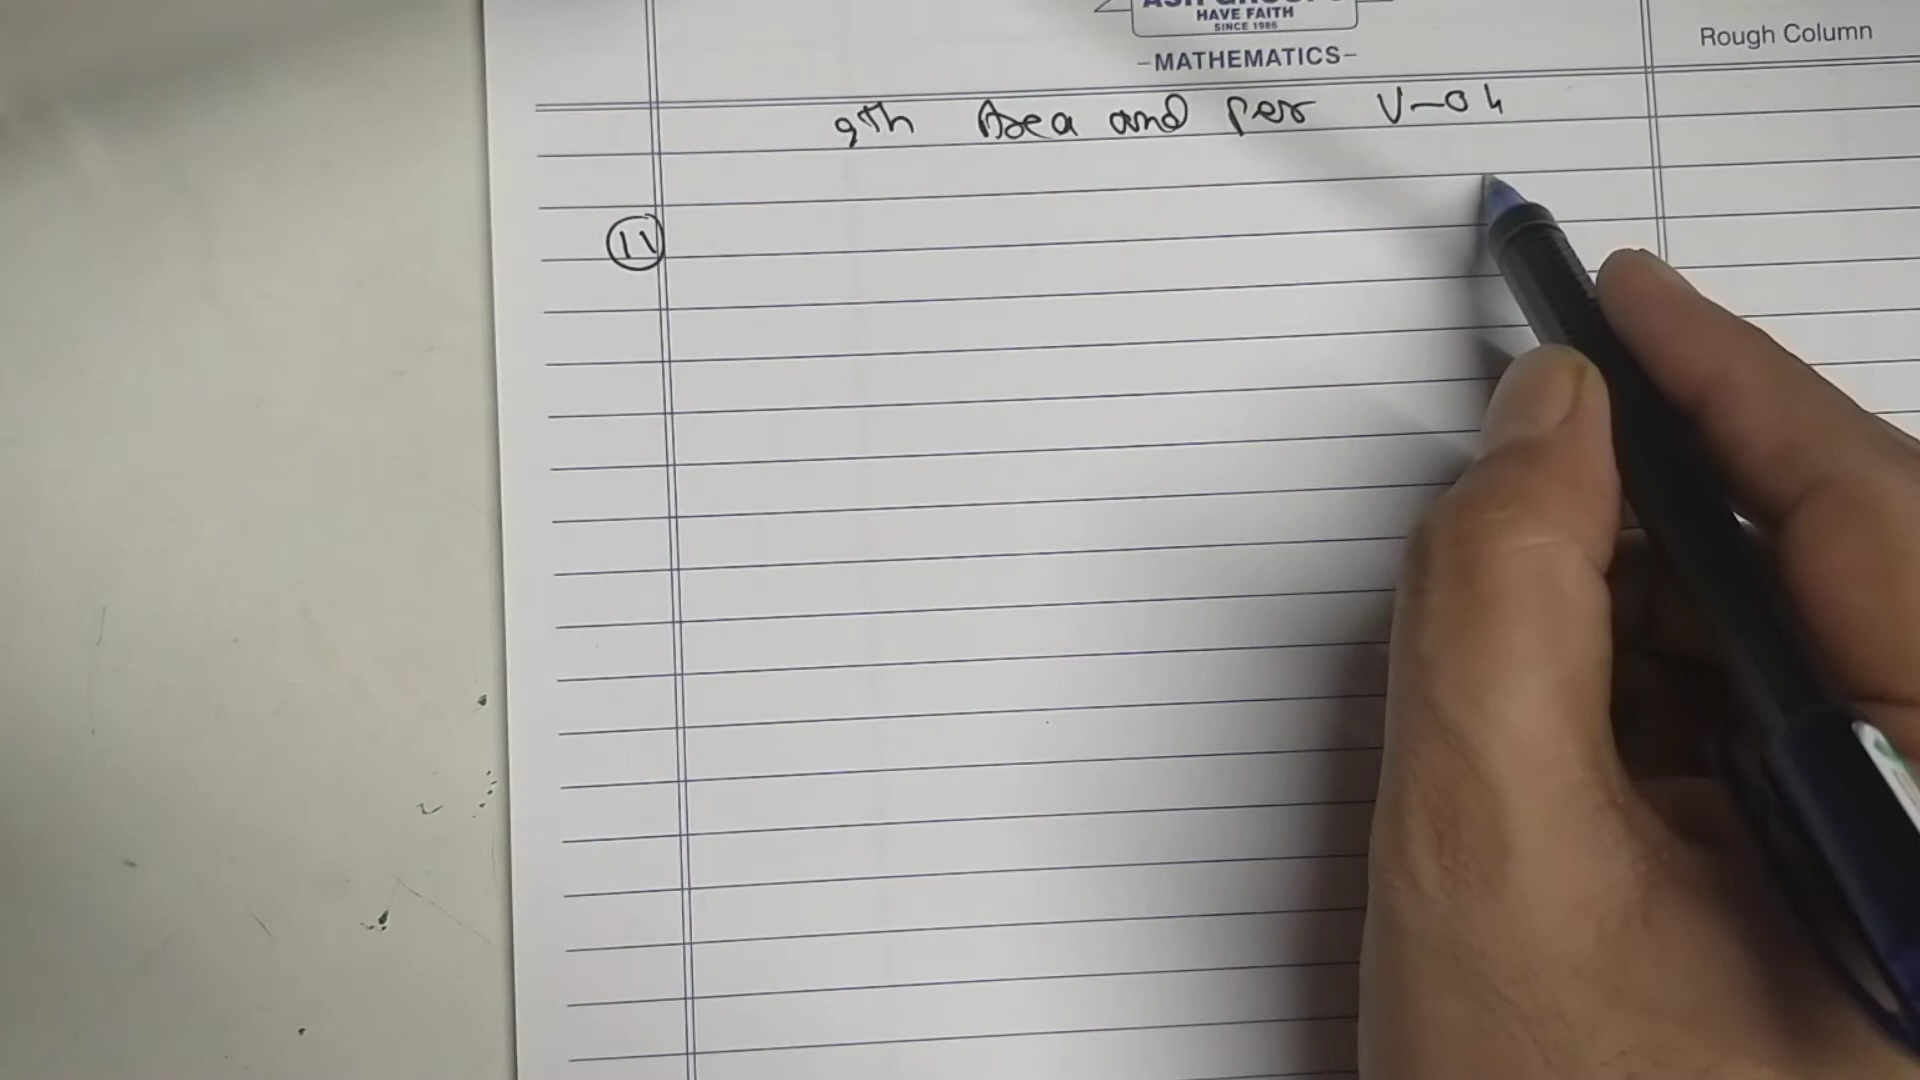 HAVE FAITH
SINCE 1986
-MATHEMATICS-
Rough Column
9th Area and Per V-04
11